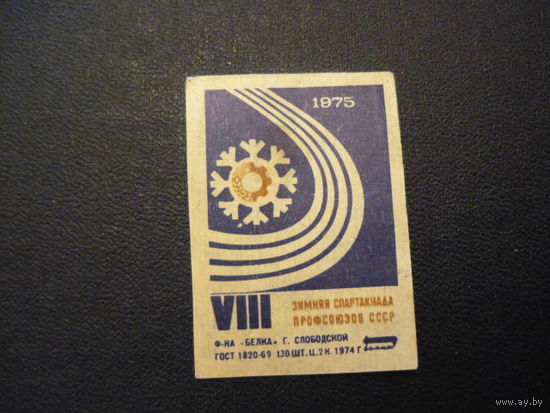 1975
VIII
ЗИМНЯЯ СПАРТАКИАДА
ПРОФСОЮЗОВ СССР
Ф-КА «БЕЛКА» Г. СЛОБОДСКОЙ
ГОСТ 1820-69 130 ШТ. Ц. 2 К. 1974 Г.
www.ay.by